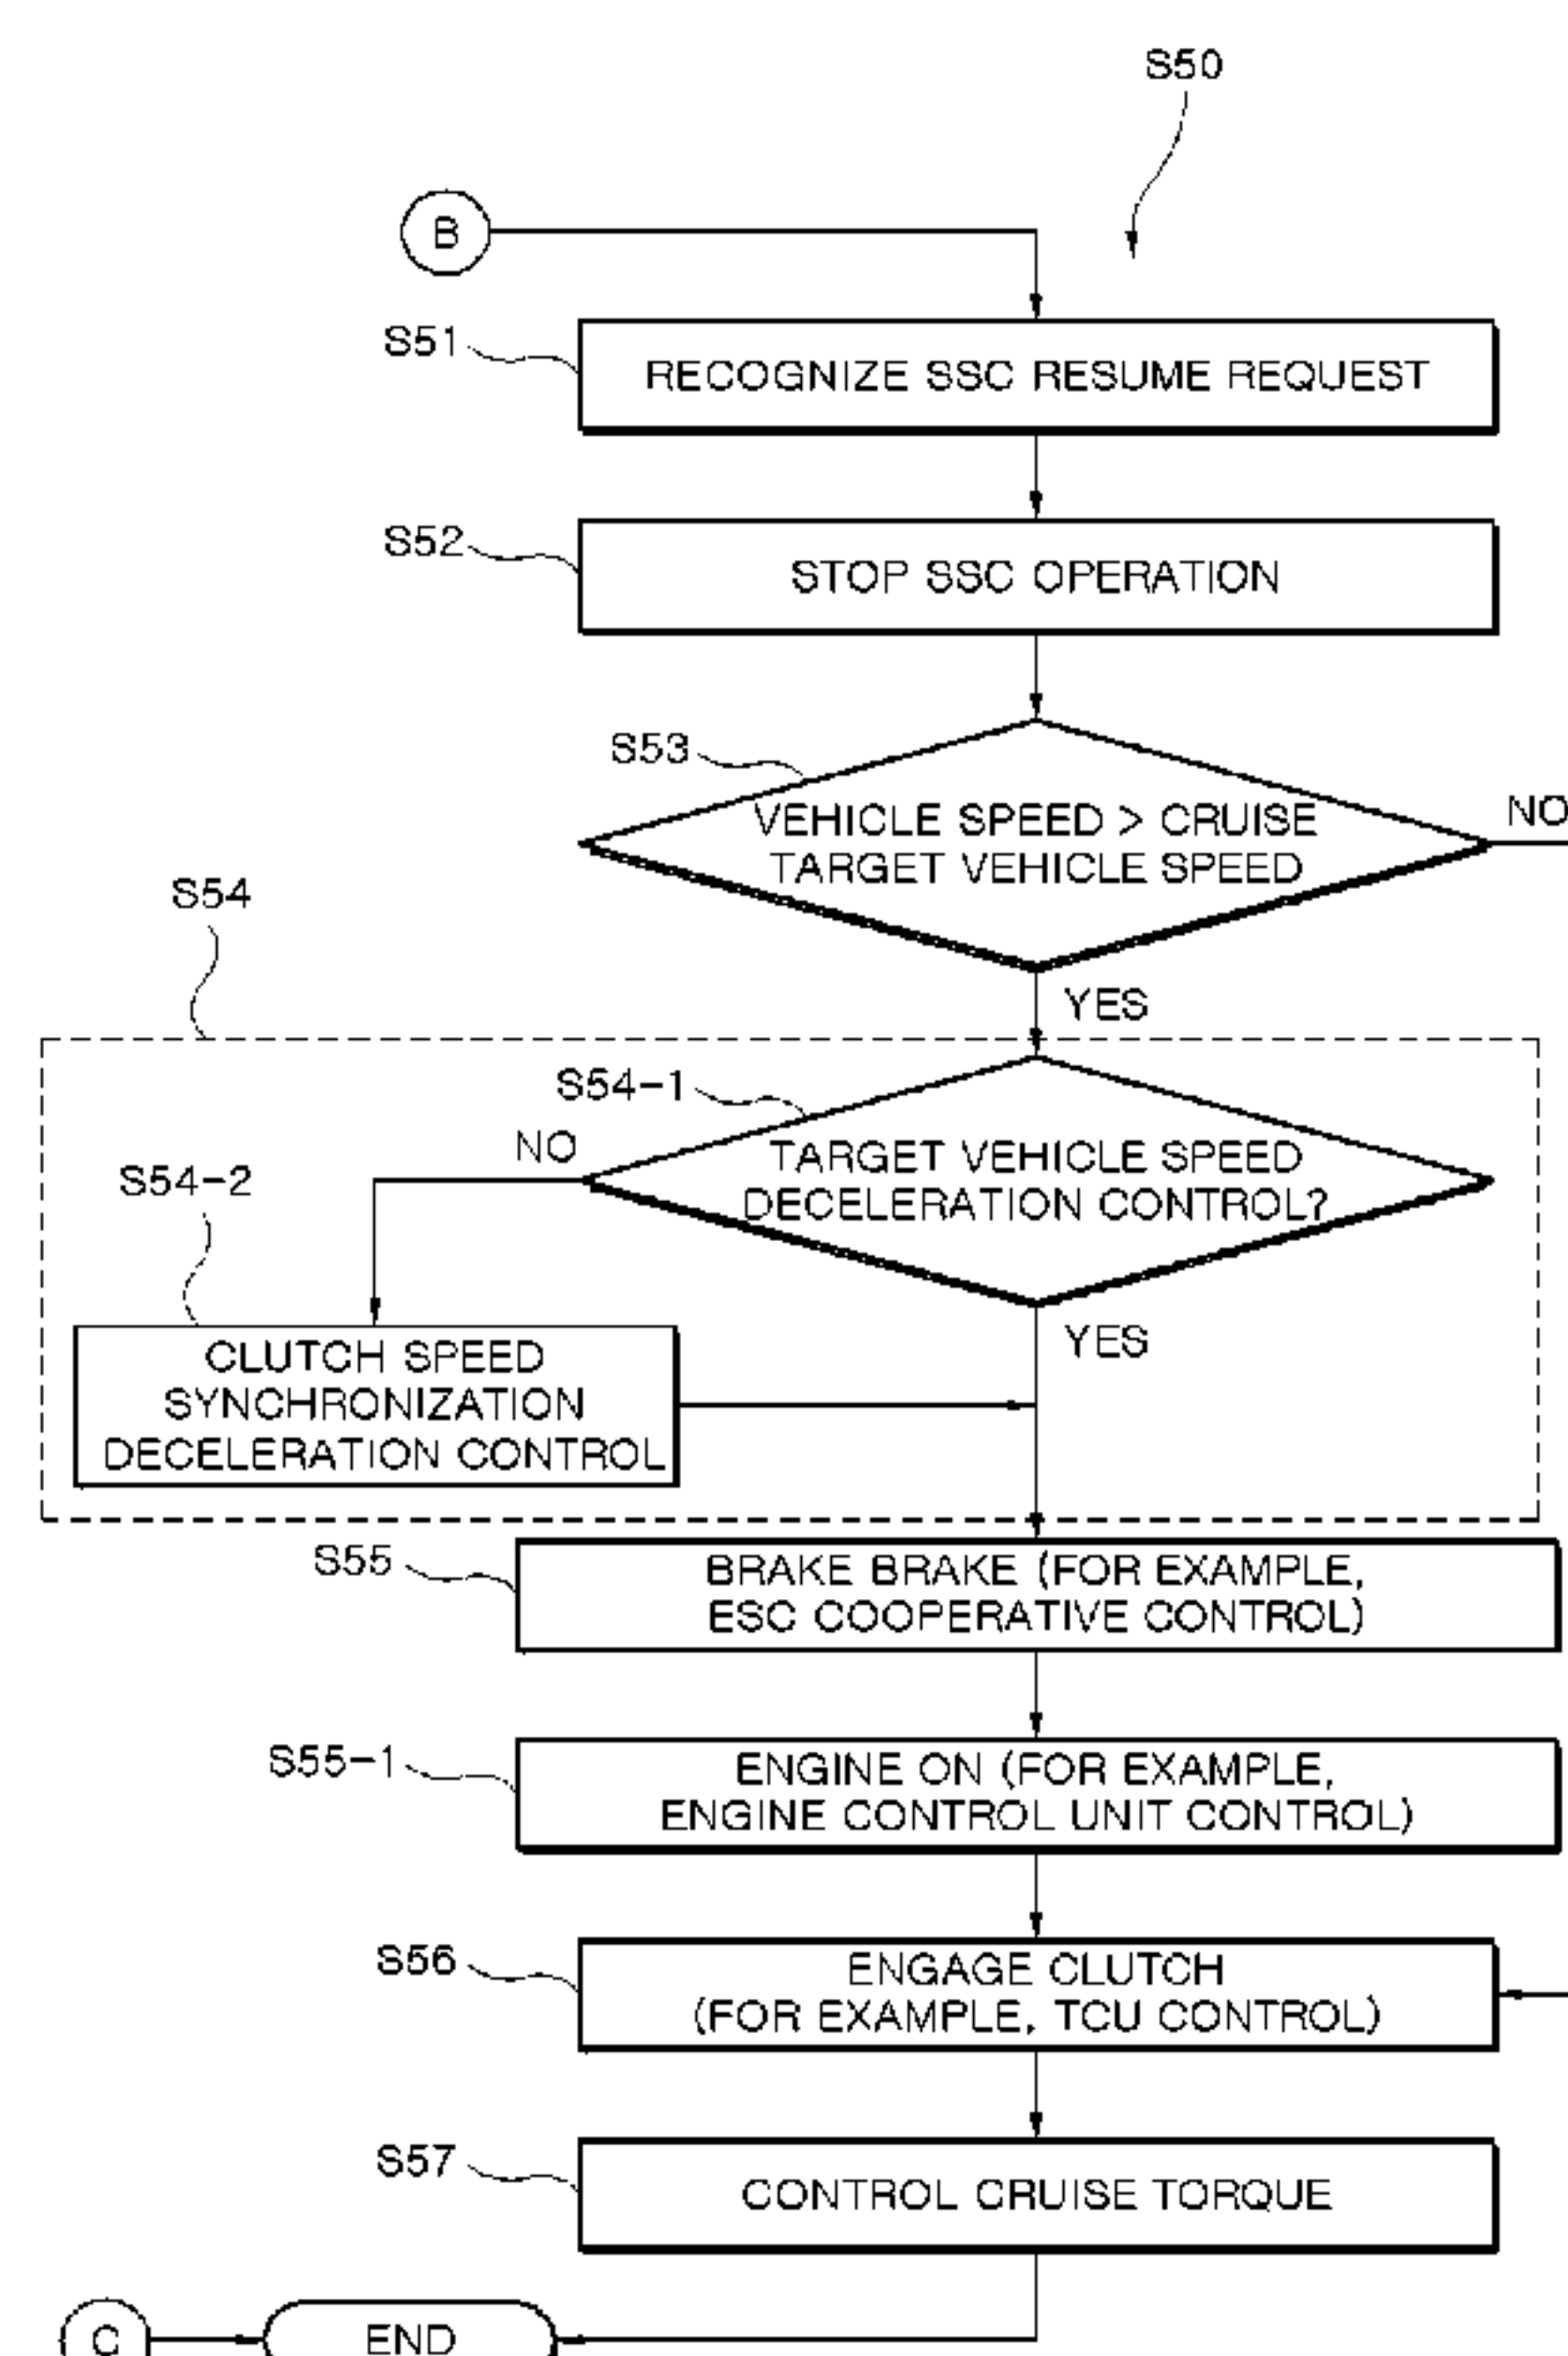 S50
B
S51
RECOGNIZE SSC RESUME REQUEST
S52
STOP SSC OPERATION
S53
VEHICLE SPEED > CRUISE
TARGET VEHICLE SPEED
NO
S54
YES
S54-1
TARGET VEHICLE SPEED
DECELERATION CONTROL?
NO
S54-2
CLUTCH SPEED
SYNCHRONIZATION
DECELERATION CONTROL
YES
S55
BRAKE BRAKE (FOR EXAMPLE,
ESC COOPERATIVE CONTROL)
S55-1
ENGINE ON (FOR EXAMPLE,
ENGINE CONTROL UNIT CONTROL)
S56
ENGAGE CLUTCH
(FOR EXAMPLE, TCU CONTROL)
S57
CONTROL CRUISE TORQUE
C
END